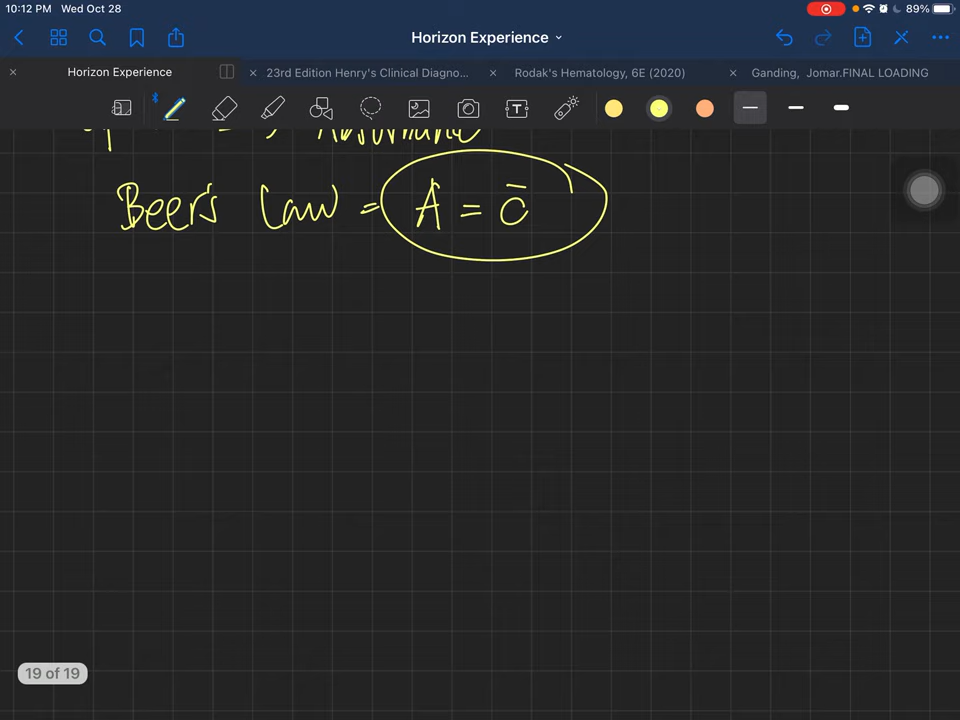 10:12 PM Wed Oct 28 89%
Horizon Experience
Horizon Experience 23rd Edition Henry's Clinical Diagno... Rodak's Hematology, 6E (2020) Ganding, Jomar.FINAL LOADING
Beer's Law = A = c̄
19 of 19